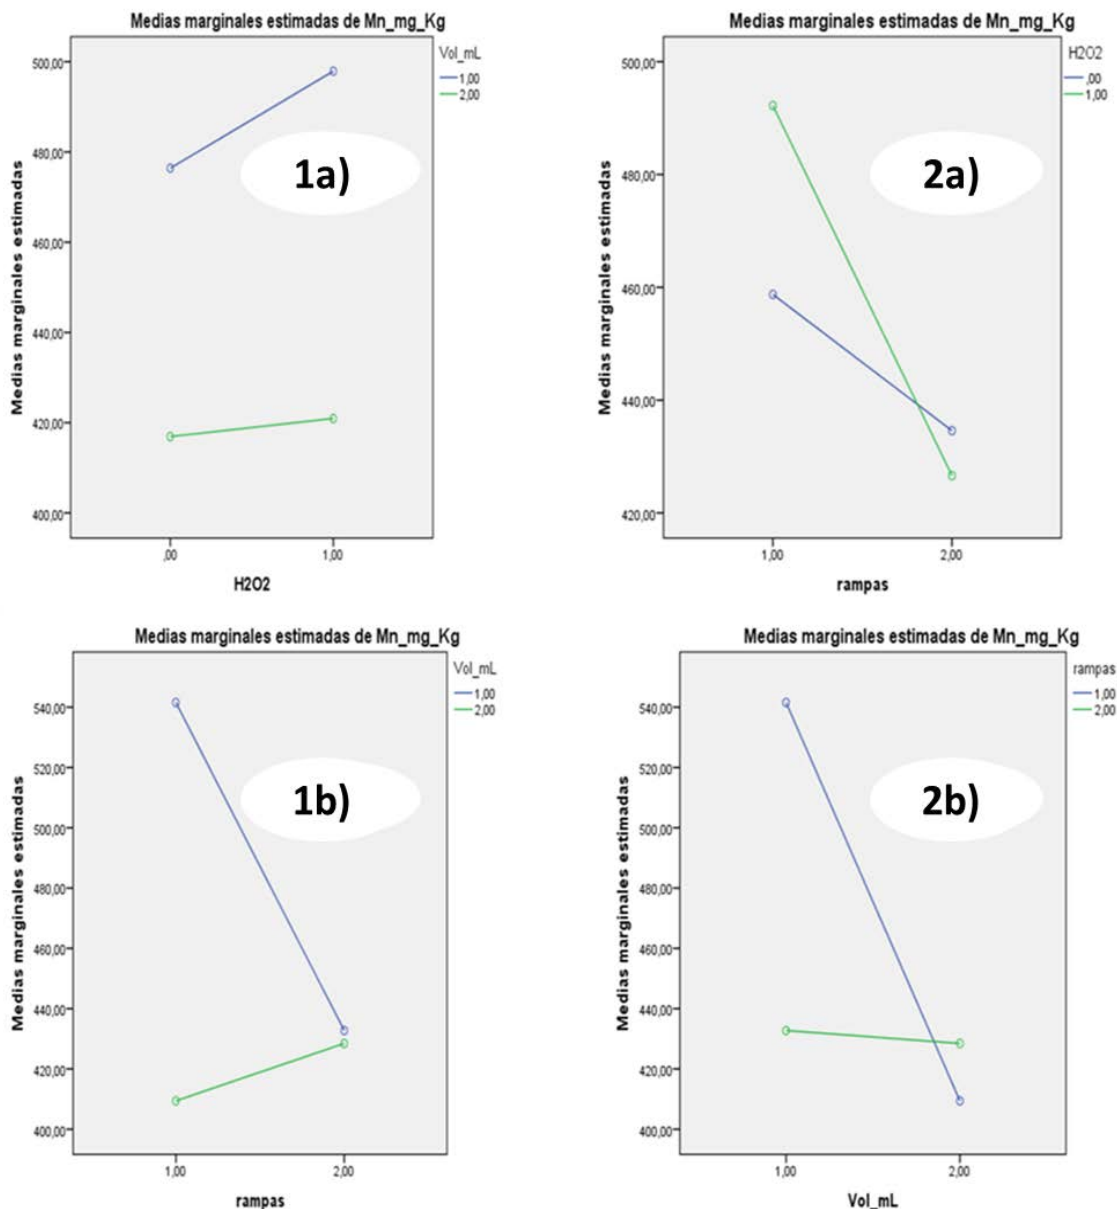 Medias marginales estimadas de Mn_mg_Kg
Vol_mL
1,00
2,00
Medias marginales estimadas
500,00
480,00
460,00
440,00
420,00
400,00
1a)
,00
1,00
H2O2
Medias marginales estimadas de Mn_mg_Kg
H2O2
,00
1,00
Medias marginales estimadas
500,00
480,00
460,00
440,00
420,00
2a)
1,00
2,00
rampas
Medias marginales estimadas de Mn_mg_Kg
Vol_mL
1,00
2,00
Medias marginales estimadas
540,00
520,00
500,00
480,00
460,00
440,00
420,00
400,00
1b)
1,00
2,00
rampas
Medias marginales estimadas de Mn_mg_Kg
rampas
1,00
2,00
Medias marginales estimadas
540,00
520,00
500,00
480,00
460,00
440,00
420,00
400,00
2b)
1,00
2,00
Vol_mL